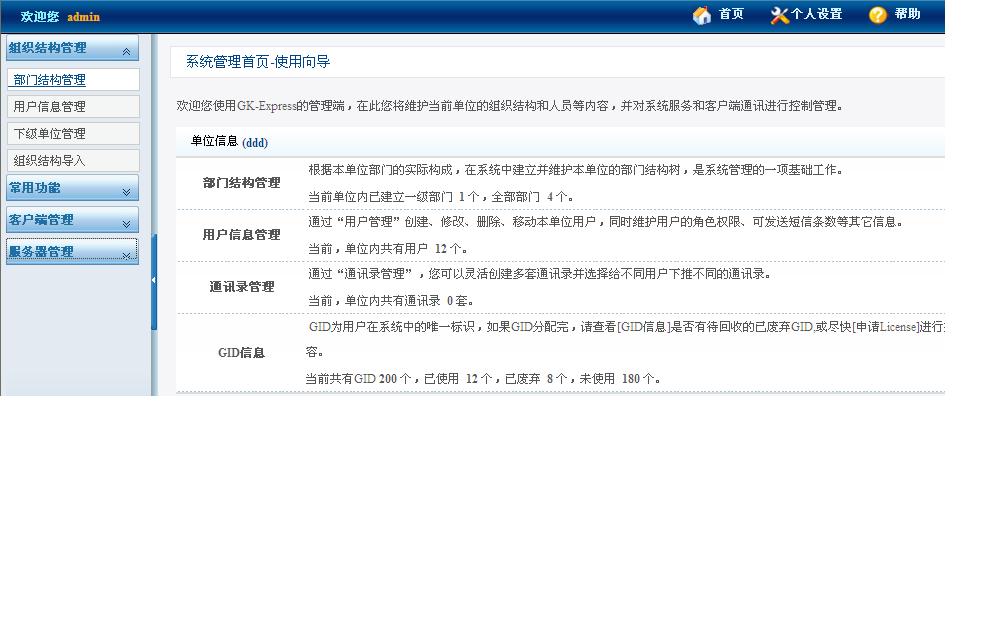 欢迎您 admin
首页 个人设置 帮助
组织结构管理
部门结构管理
用户信息管理
下级单位管理
组织结构导入
常用功能
客户端管理
服务器管理
系统管理首页-使用向导
欢迎您使用GK-Express的管理端，在此您将维护当前单位的组织结构和人员等内容，并对系统服务和客户端通讯进行控制管理。
单位信息 (ddd)
部门结构管理
根据本单位部门的实际构成，在系统中建立并维护本单位的部门结构树，是系统管理的一项基础工作。
当前单位内已建立一级部门 1 个，全部部门 4 个。
用户信息管理
通过“用户管理”创建、修改、删除、移动本单位用户，同时维护用户的角色权限、可发送短信条数等其它信息。
当前，单位内共有用户 12 个。
通讯录管理
通过“通讯录管理”，您可以灵活创建多套通讯录并选择给不同用户下推不同的通讯录。
当前，单位内共有通讯录 0 套。
GID信息
GID为用户在系统中的唯一标识，如果GID分配完，请查看[GID信息]是否有待回收的已废弃GID,或尽快[申请License]进行
容。
当前共有GID 200 个，已使用 12 个，已废弃 8 个，未使用 180 个。